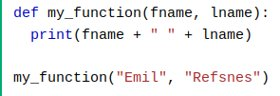 def my_function(fname, lname):
  print(fname + " " + lname)

my_function("Emil", "Refsnes")